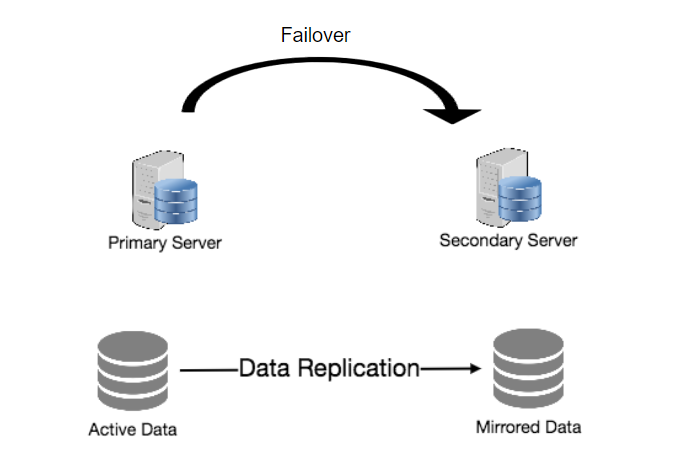 Failover
Primary Server
Secondary Server
Data Replication
Active Data
Mirrored Data